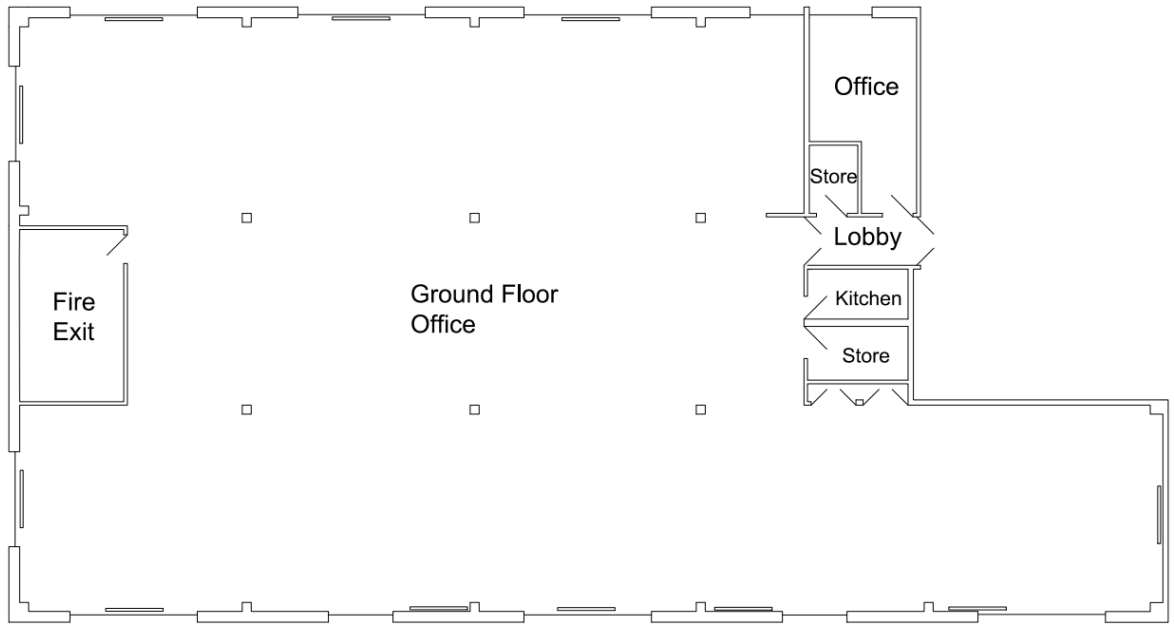 Office
Store
Lobby
Ground Floor
Office
Fire
Exit
Kitchen
Store